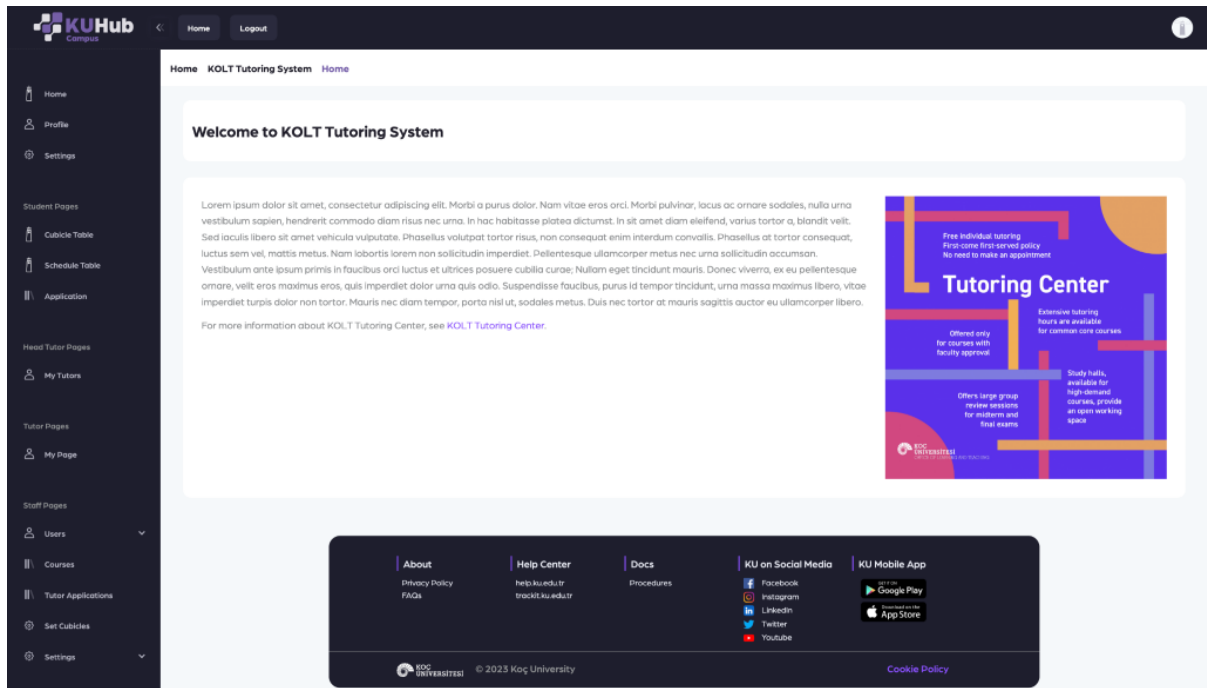 KUHub
Campus
Home
Logout
Home KOLT Tutoring System Home
Home
Profile
Settings
Student Pages
Cubicle Table
Schedule Table
Application
Head Tutor Pages
My Tutors
Tutor Pages
My Page
Staff Pages
Users
Courses
Tutor Applications
Set Cubicles
Settings
Welcome to KOLT Tutoring System
Lorem ipsum dolor sit amet, consectetur adipiscing elit. Morbi a purus dolor. Nam vitae eros orci. Morbi pulvinar, lacus ac ornare sodales, nulla urna
vestibulum sapien, hendrerit commodo diam risus nec urna. In hac habitasse platea dictumst. In sit amet diam eleifend, varius tortor a, blandit velit.
Sed iaculis libero sit amet vehicula vulputate. Phasellus volutpat tortor risus, non consequat enim interdum convallis. Phasellus at tortor consequat,
luctus sem vel, mattis metus. Nam lobortis lorem non sollicitudin imperdiet. Pellentesque ullamcorper metus nec urna sollicitudin accumsan.
Vestibulum ante ipsum primis in faucibus orci luctus et ultrices posuere cubilia curae; Nullam eget tincidunt mauris. Donec viverra, ex eu pellentesque
ornare, velit eros maximus eros, quis imperdiet dolor urna quis odio. Suspendisse faucibus, purus id tempor tincidunt, urna massa maximus libero, vitae
imperdiet turpis dolor non tortor. Mauris nec diam tempor, porta nisl ut, sodales metus. Duis nec tortor at mauris sagittis auctor eu ullamcorper libero.
For more information about KOLT Tutoring Center, see KOLT Tutoring Center.
Free individual tutoring
First-come first-served policy
No need to make an appointment
Tutoring Center
Extensive tutoring
hours are available
for common core courses
Offered only
for courses with
faculty approval
Study halls,
available for
high-demand
courses, provide
an open working
space
Offers large group
review sessions
for midterm and
final exams
KOÇ
ÜNİVERSİTESİ
About
Privacy Policy
FAQs
Help Center
help.ku.edu.tr
trackit.ku.edu.tr
Docs
Procedures
KU on Social Media
Facebook
Instagram
LinkedIn
Twitter
Youtube
KU Mobile App
GET IT ON
Google Play
Download on the
App Store
KOÇ
ÜNİVERSİTESİ
© 2023 Koç University
Cookie Policy